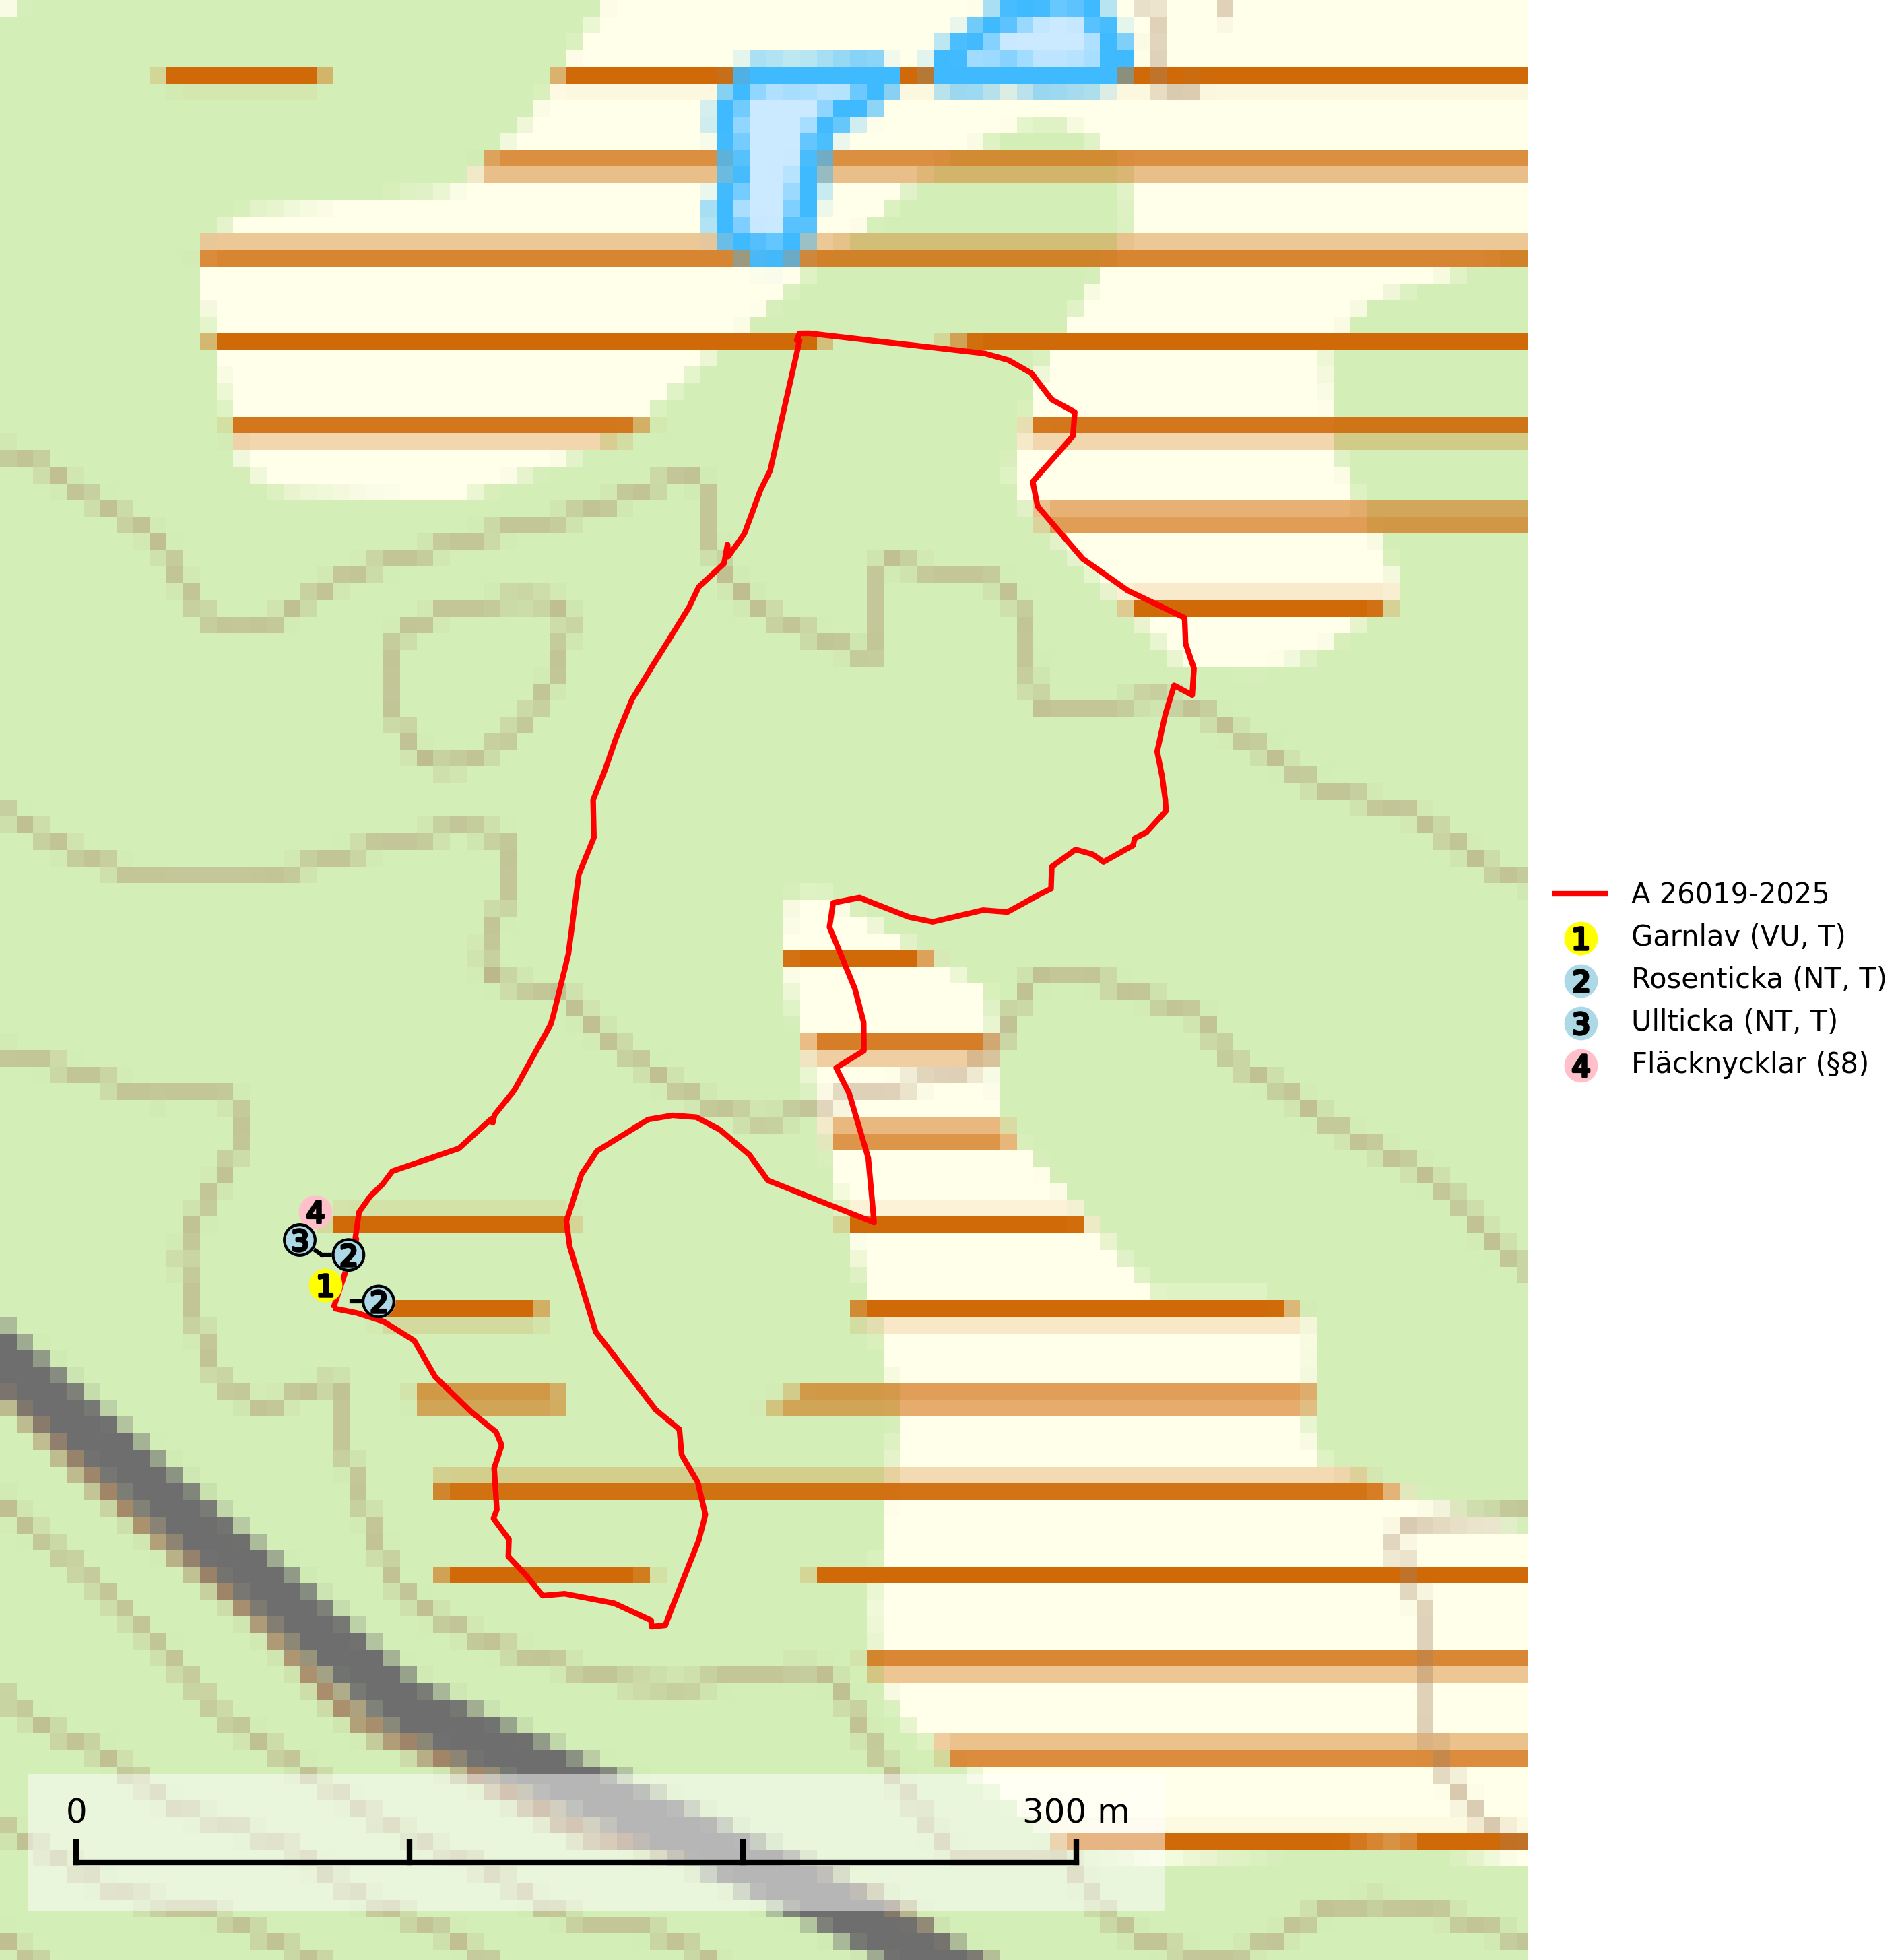 4
3
2
1
2
0
300 m
A 26019-2025
1 Garnlav (VU, T)
2 Rosenticka (NT, T)
3 Ullticka (NT, T)
4 Fläcknycklar (§8)